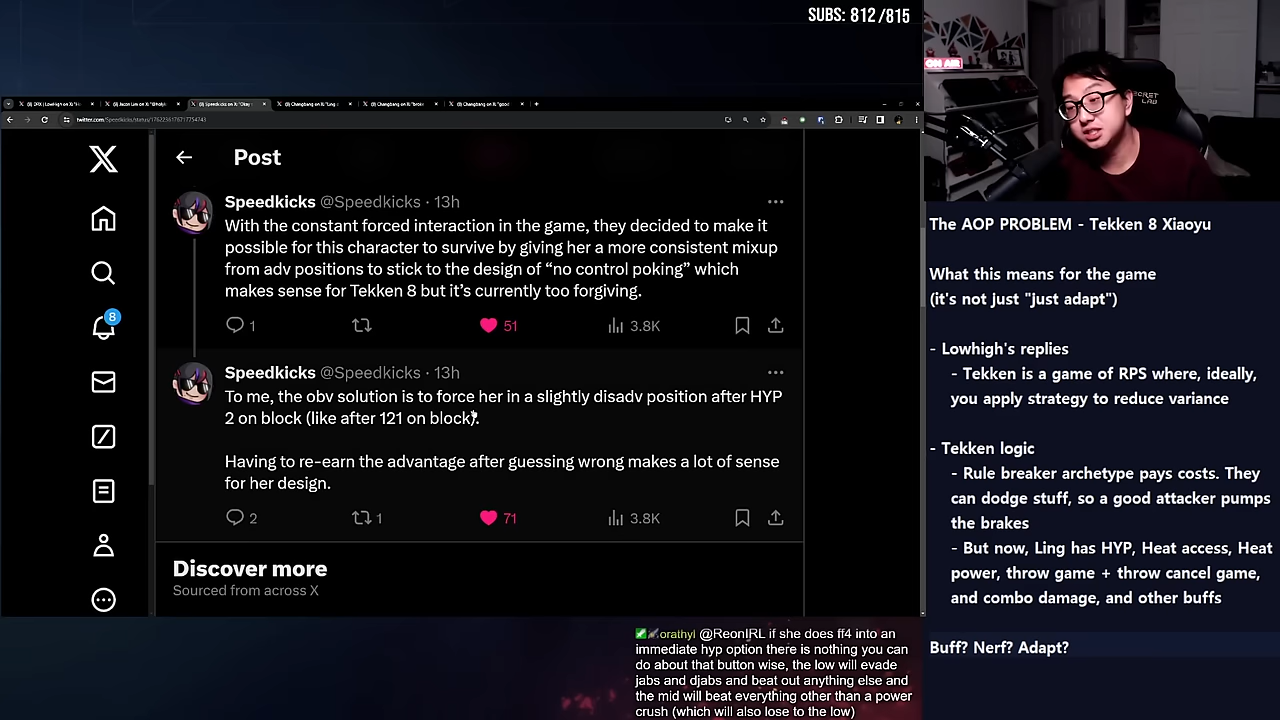 SUBS: 812/815
ON AIR
SECRET
LAB
Post
Speedkicks @Speedkicks · 13h
With the constant forced interaction in the game, they decided to make it
possible for this character to survive by giving her a more consistent mixup
from adv positions to stick to the design of “no control poking” which
makes sense for Tekken 8 but it’s currently too forgiving.
1
51
3.8K
8
Speedkicks @Speedkicks · 13h
To me, the obv solution is to force her in a slightly disadv position after HYP
2 on block (like after 121 on block).
Having to re-earn the advantage after guessing wrong makes a lot of sense
for her design.
2
1
71
3.8K
Discover more
Sourced from across X
The AOP PROBLEM - Tekken 8 Xiaoyu
What this means for the game
(it's not just "just adapt")
- Lowhigh's replies
- Tekken is a game of RPS where, ideally,
you apply strategy to reduce variance
- Tekken logic
- Rule breaker archetype pays costs. They
can dodge stuff, so a good attacker pumps
the brakes
- But now, Ling has HYP, Heat access, Heat
power, throw game + throw cancel game,
and combo damage, and other buffs
Buff? Nerf? Adapt?
orathyl @ReonIRL if she does ff4 into an
immediate hyp option there is nothing you can
do about that button wise, the low will evade
jabs and djabs and beat out anything else and
the mid will beat everything other than a power
crush (which will also lose to the low)